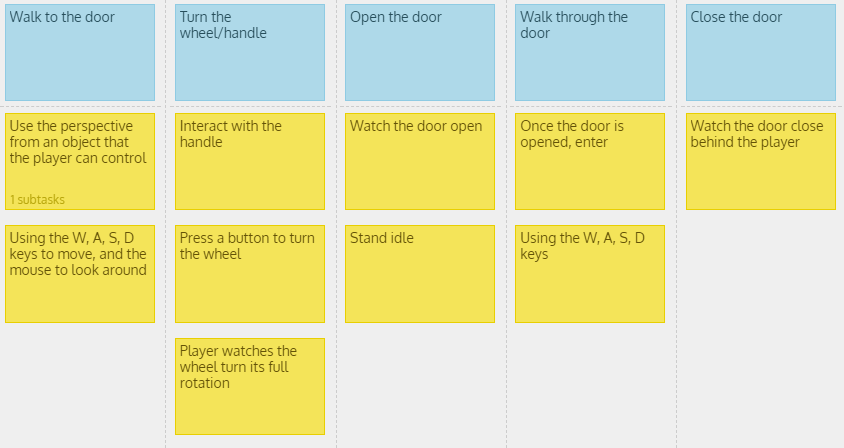 Walk to the door
Turn the
wheel/handle
Open the door
Walk through the
door
Close the door
Use the perspective
from an object that
the player can control
1 subtasks
Interact with the
handle
Watch the door open
Once the door is
opened, enter
Watch the door close
behind the player
Using the W, A, S, D
keys to move, and the
mouse to look around
Press a button to turn
the wheel
Stand idle
Using the W, A, S, D
keys
Player watches the
wheel turn its full
rotation